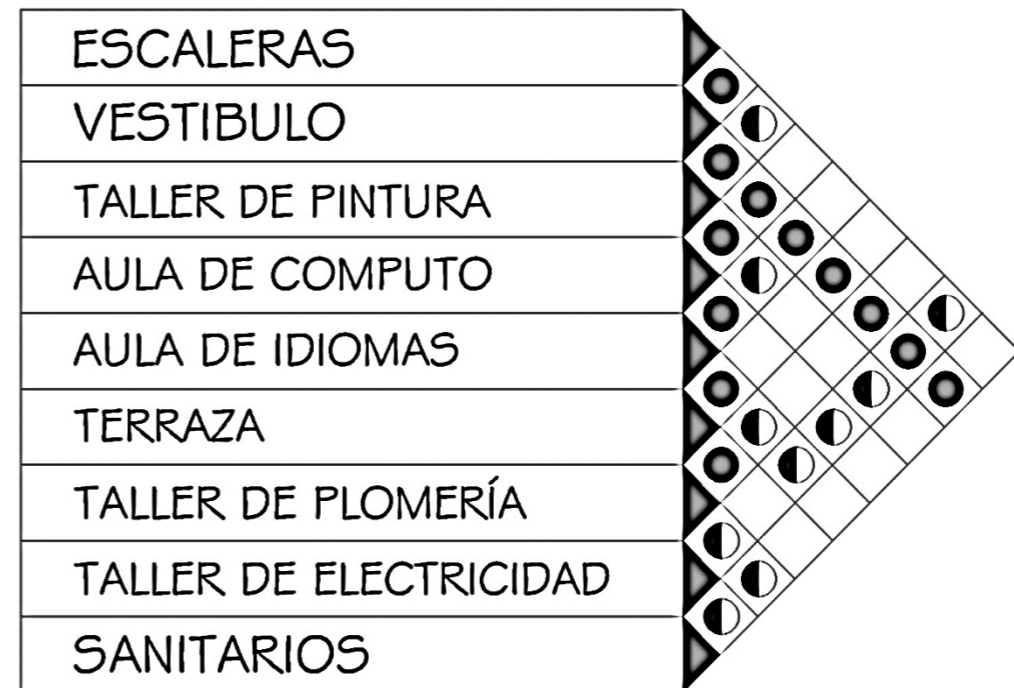 ESCALERAS
VESTIBULO
TALLER DE PINTURA
AULA DE COMPUTO
AULA DE IDIOMAS
TERRAZA
TALLER DE PLOMERÍA
TALLER DE ELECTRICIDAD
SANITARIOS